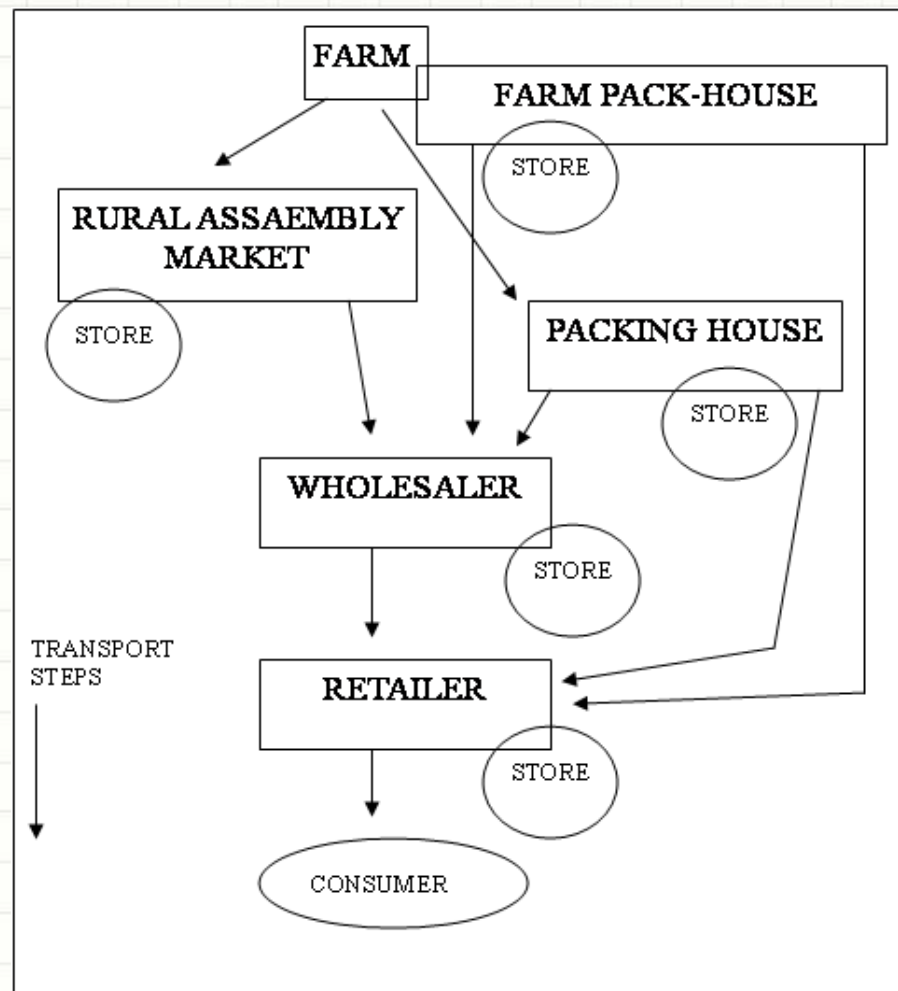 FARM
FARM PACK-HOUSE
STORE
RURAL ASSAEMBLY
MARKET
STORE
PACKING HOUSE
STORE
WHOLESALER
STORE
TRANSPORT
STEPS
RETAILER
STORE
CONSUMER